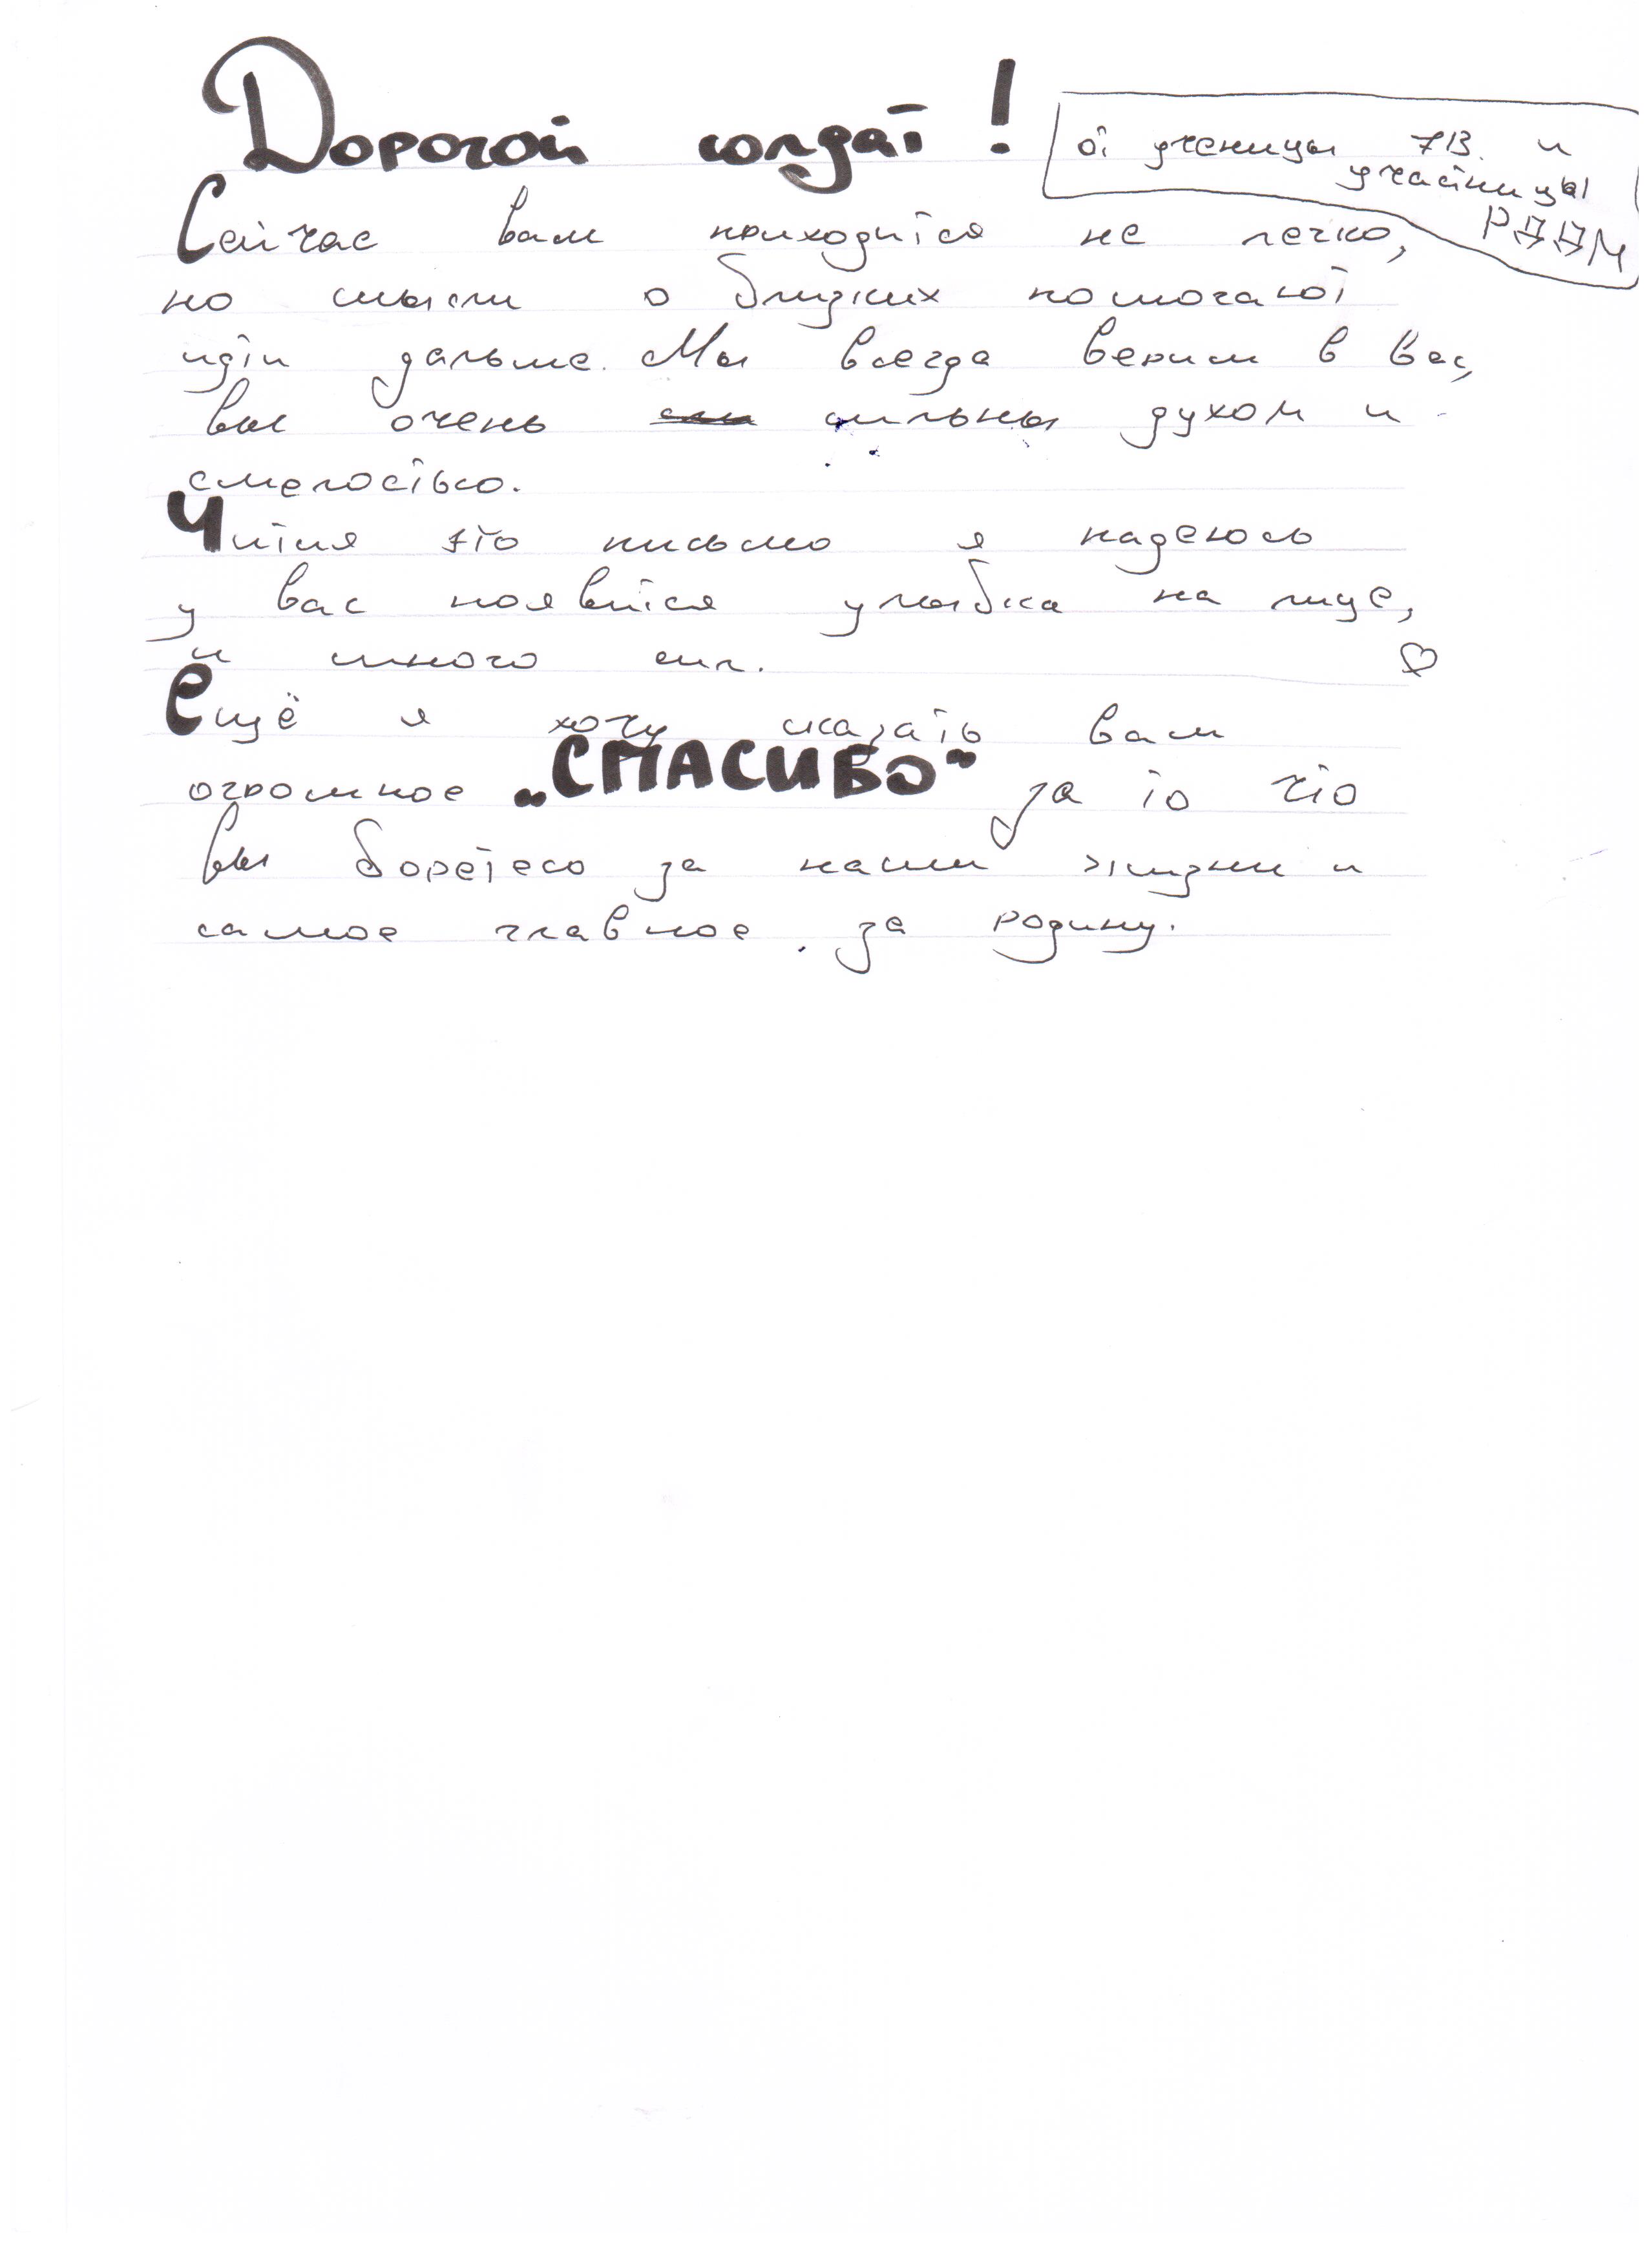 Дорогой солдат!
от ученицы 7В. и
участницы
РДДМ
Сейчас вам приходится не легко,
но мысли о близких помогают
идти дальше. Мы всегда верим в вас,
вы очень сильны духом и
смелостью.
Читая это письмо я надеюсь
у вас появится улыбка на лице,
и много сил.
Ещё я хочу сказать вам
огромное „СПАСИБО“ за то что
вы боретесь за наши жизни и
самое главное за родину.